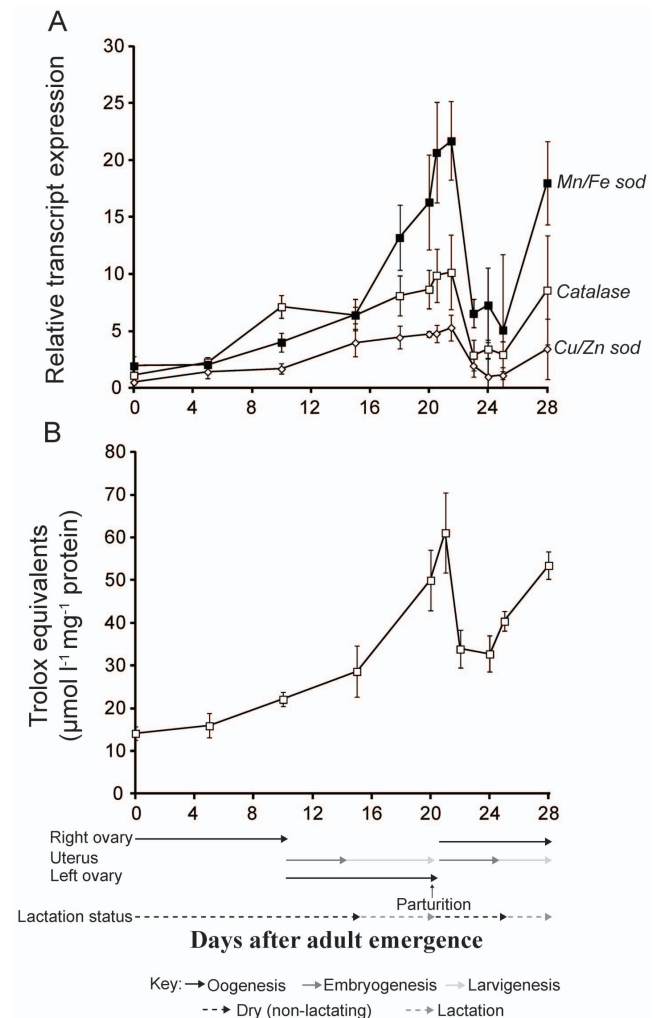 A
Relative transcript expression
30
25
20
15
10
5
0
Mn/Fe sod
Catalase
Cu/Zn sod
0 4 8 12 16 20 24 28
B
Trolox equivalents
(µmol l⁻¹ mg⁻¹ protein)
80
70
60
50
40
30
20
10
0
0 4 8 12 16 20 24 28
Right ovary
Uterus
Left ovary
Parturition
Lactation status
Days after adult emergence
Key: Oogenesis Embryogenesis Larvigenesis
Dry (non-lactating) Lactation